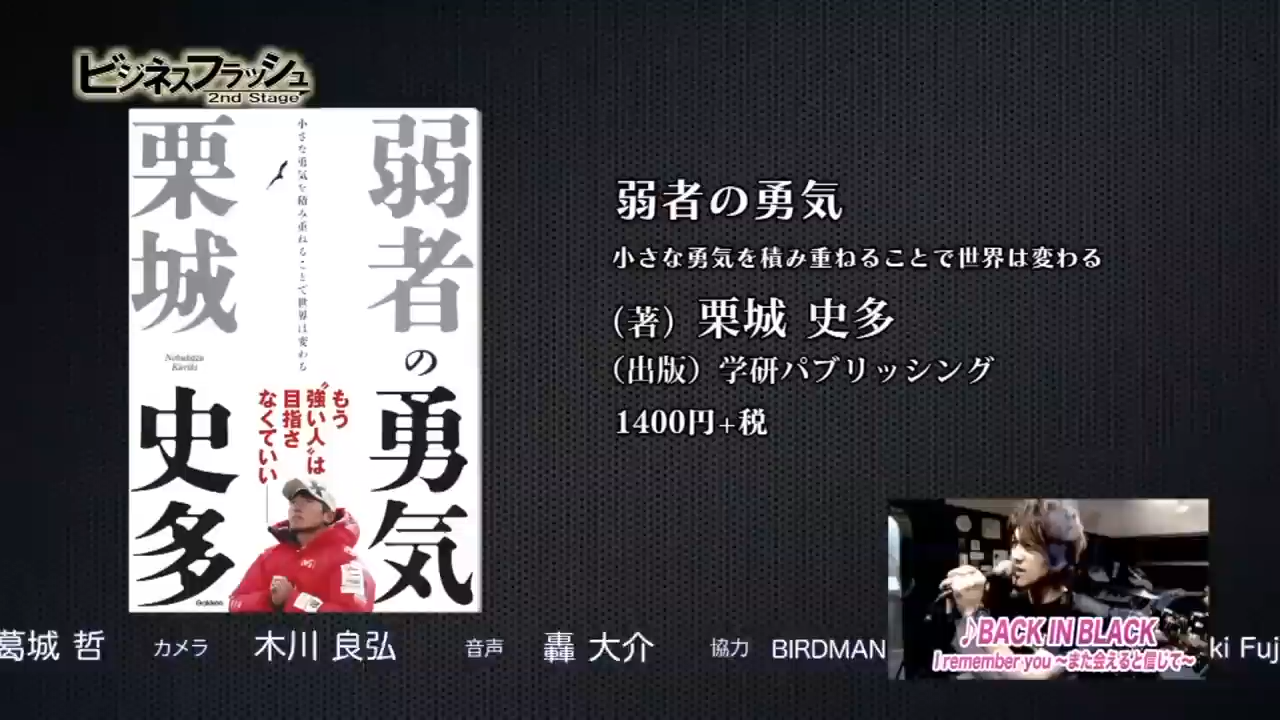 ビジネスフラッシュ
2nd Stage
弱者の勇気
小さな勇気を積み重ねることで世界は変わる
栗城
史多
Nobukazu
Kuriki
もう
“強い人”は
目指さ
なくていい
Gakken
弱者の勇気
小さな勇気を積み重ねることで世界は変わる
(著) 栗城 史多
(出版) 学研パブリッシング
1400円+税
♪BACK IN BLACK
I remember you ～また会えると信じて～
葛城 哲 カメラ 木川 良弘 音声 轟 大介 協力 BIRDMAN ki Fuj